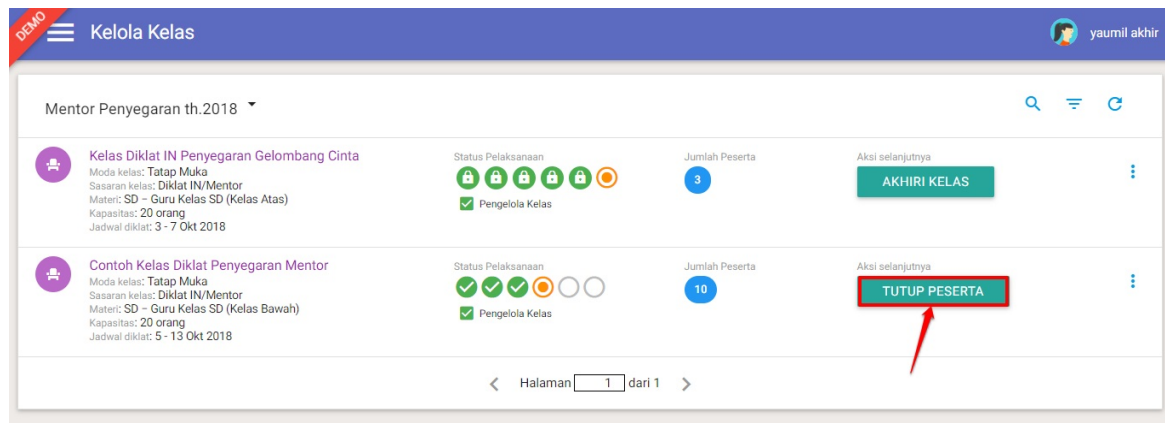 DEMO
Kelola Kelas
yaumil akhir
Mentor Penyegaran th.2018
Kelas Diklat IN Penyegaran Gelombang Cinta
Moda kelas: Tatap Muka
Sasaran kelas: Diklat IN/Mentor
Materi: SD – Guru Kelas SD (Kelas Atas)
Kapasitas: 20 orang
Jadwal diklat: 3 - 7 Okt 2018
Status Pelaksanaan
Pengelola Kelas
Jumlah Peserta
3
Aksi selanjutnya
AKHIRI KELAS
Contoh Kelas Diklat Penyegaran Mentor
Moda kelas: Tatap Muka
Sasaran kelas: Diklat IN/Mentor
Materi: SD – Guru Kelas SD (Kelas Bawah)
Kapasitas: 20 orang
Jadwal diklat: 5 - 13 Okt 2018
Status Pelaksanaan
Pengelola Kelas
Jumlah Peserta
10
Aksi selanjutnya
TUTUP PESERTA
Halaman 1 dari 1